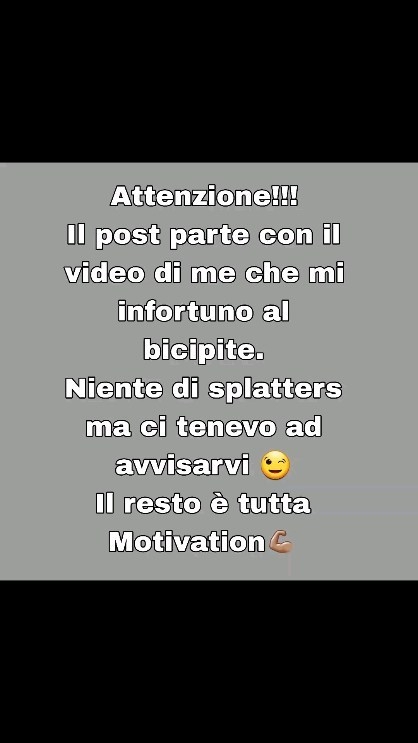 Attenzione!!!
Il post parte con il
video di me che mi
infortuno al
bicipite.
Niente di splatters
ma ci tenevo ad
avvisarvi 😉
Il resto è tutta
Motivation💪🏽